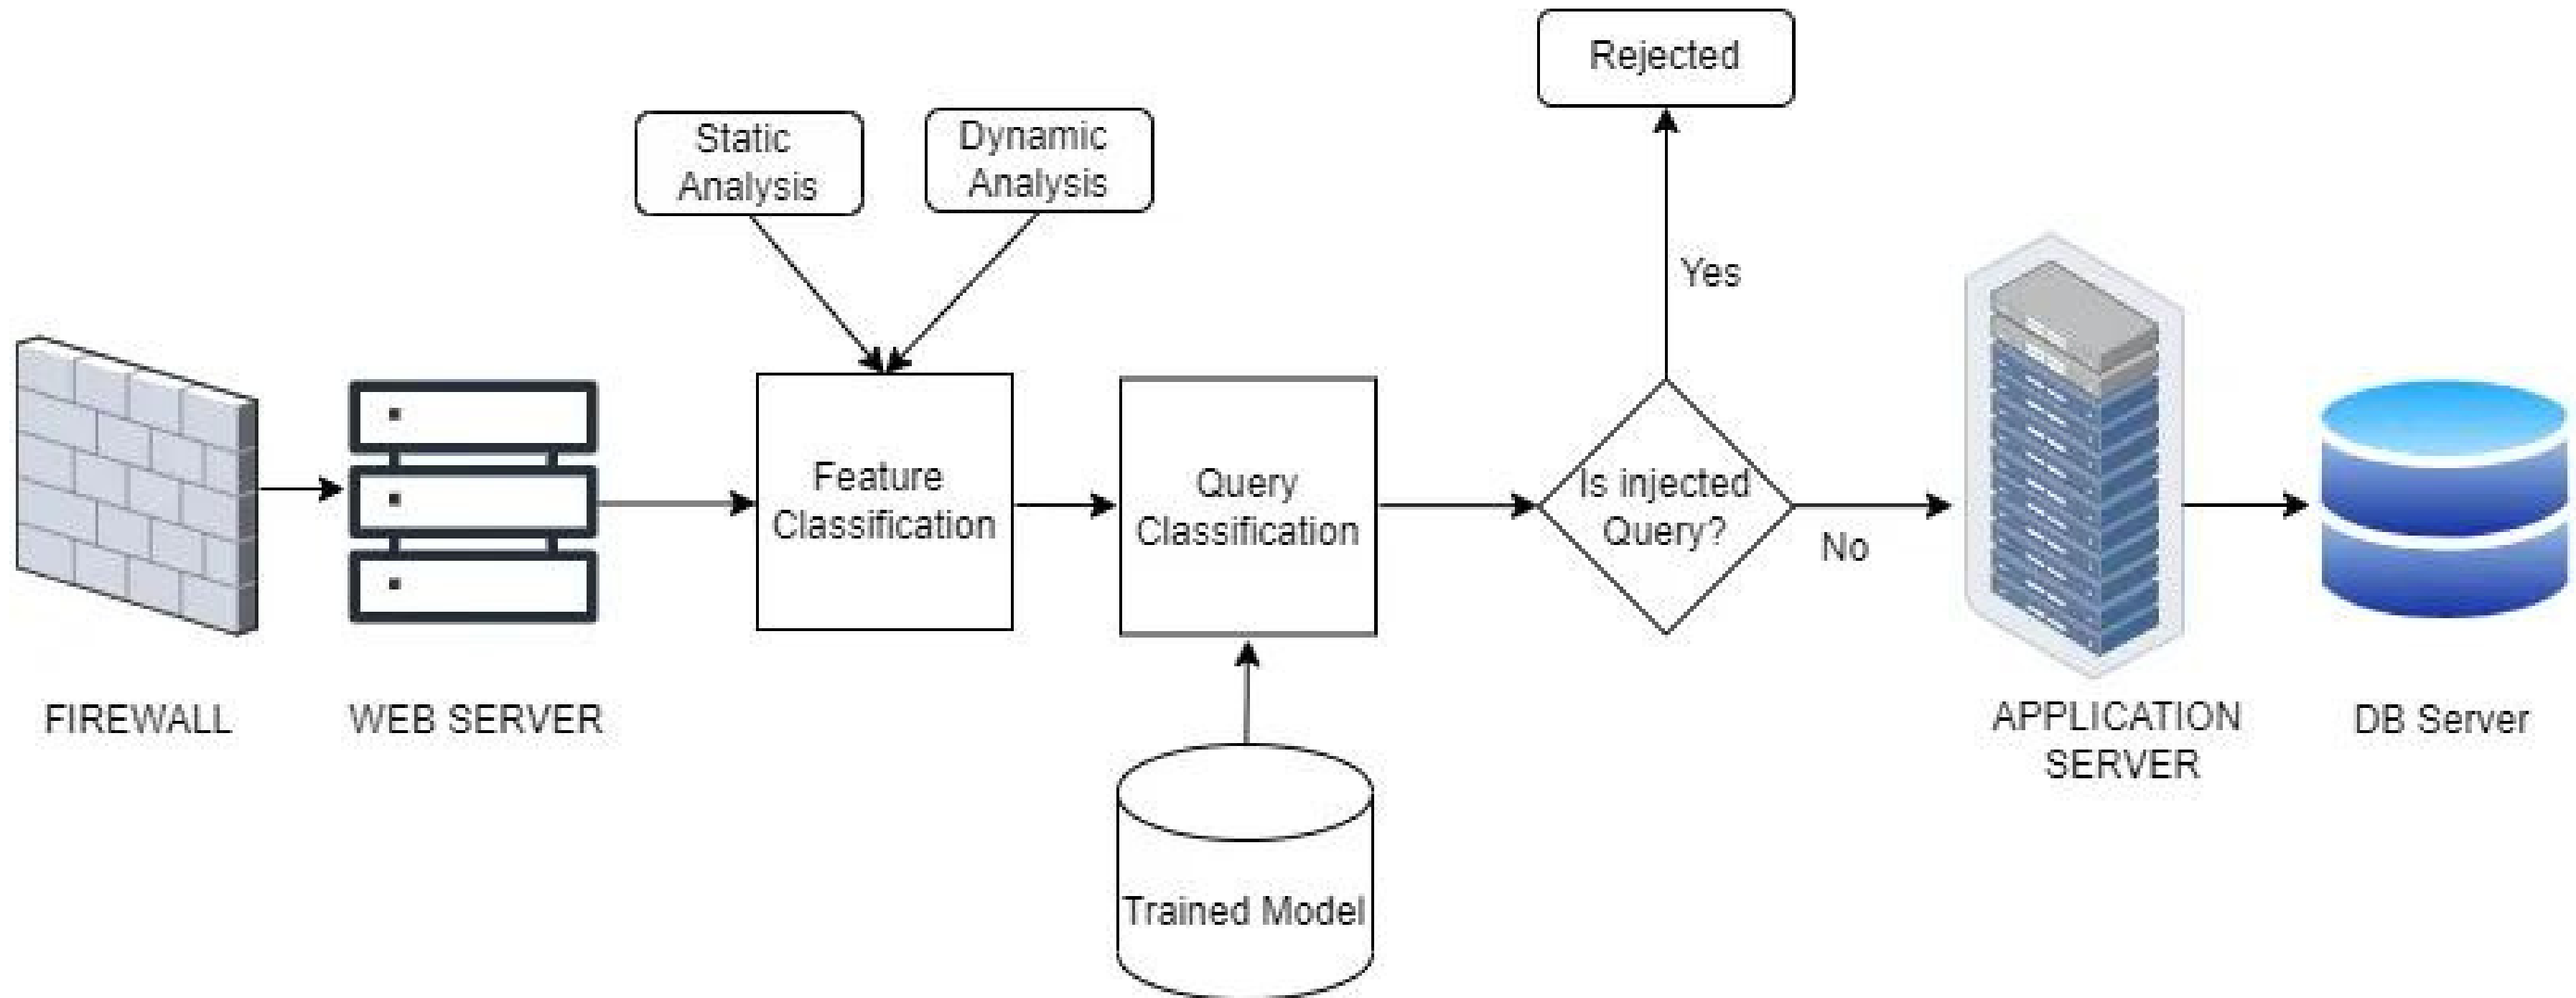 Rejected
Static
Analysis
Dynamic
Analysis
Yes
Feature
Classification
Query
Classification
Is injected
Query?
No
FIREWALL
WEB SERVER
APPLICATION
SERVER
DB Server
Trained Model